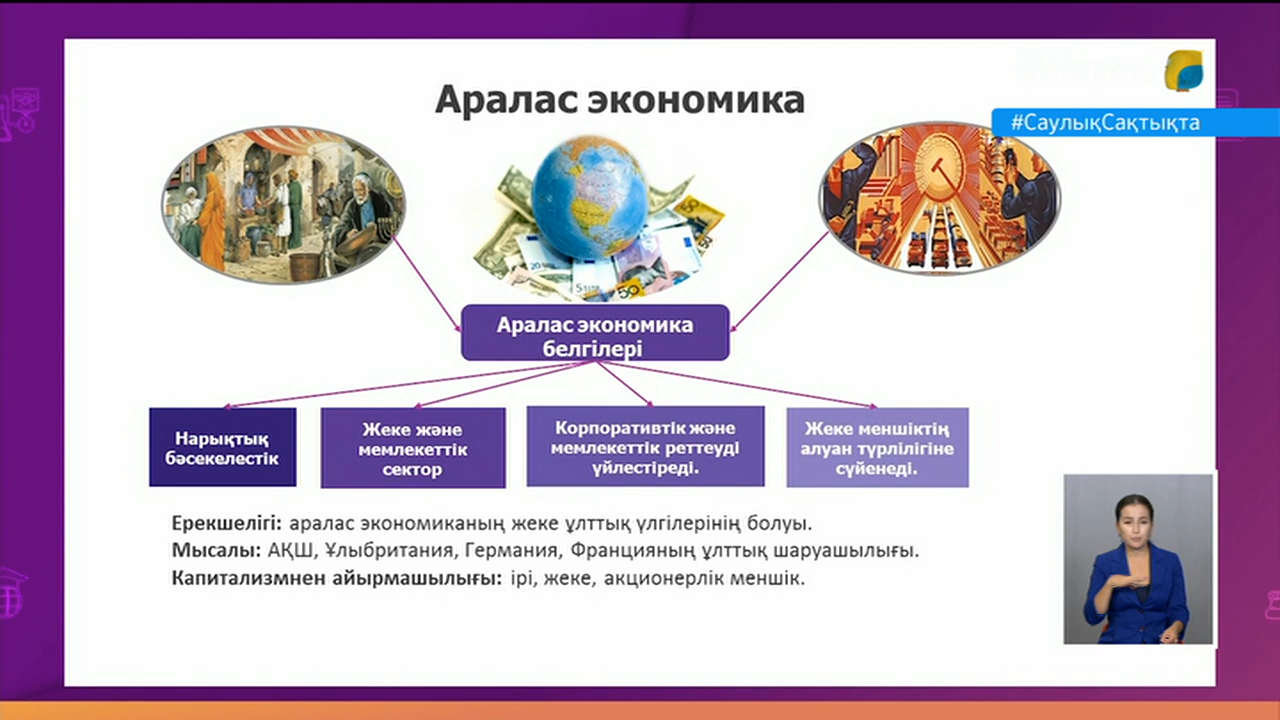 Аралас экономика
#СаулықСақтықта
Аралас экономика
белгілері
Нарықтық
бәсекелестік
Жеке және
мемлекеттік
сектор
Корпоративтік және
мемлекеттік реттеуді
үйлестіреді.
Жеке меншіктің
алуан түрлілігіне
сүйенеді.
Ерекшелігі: аралас экономиканың жеке ұлттық үлгілерінің болуы.
Мысалы: АҚШ, Ұлыбритания, Германия, Францияның ұлттық шаруашылығы.
Капитализмнен айырмашылығы: ірі, жеке, акционерлік меншік.